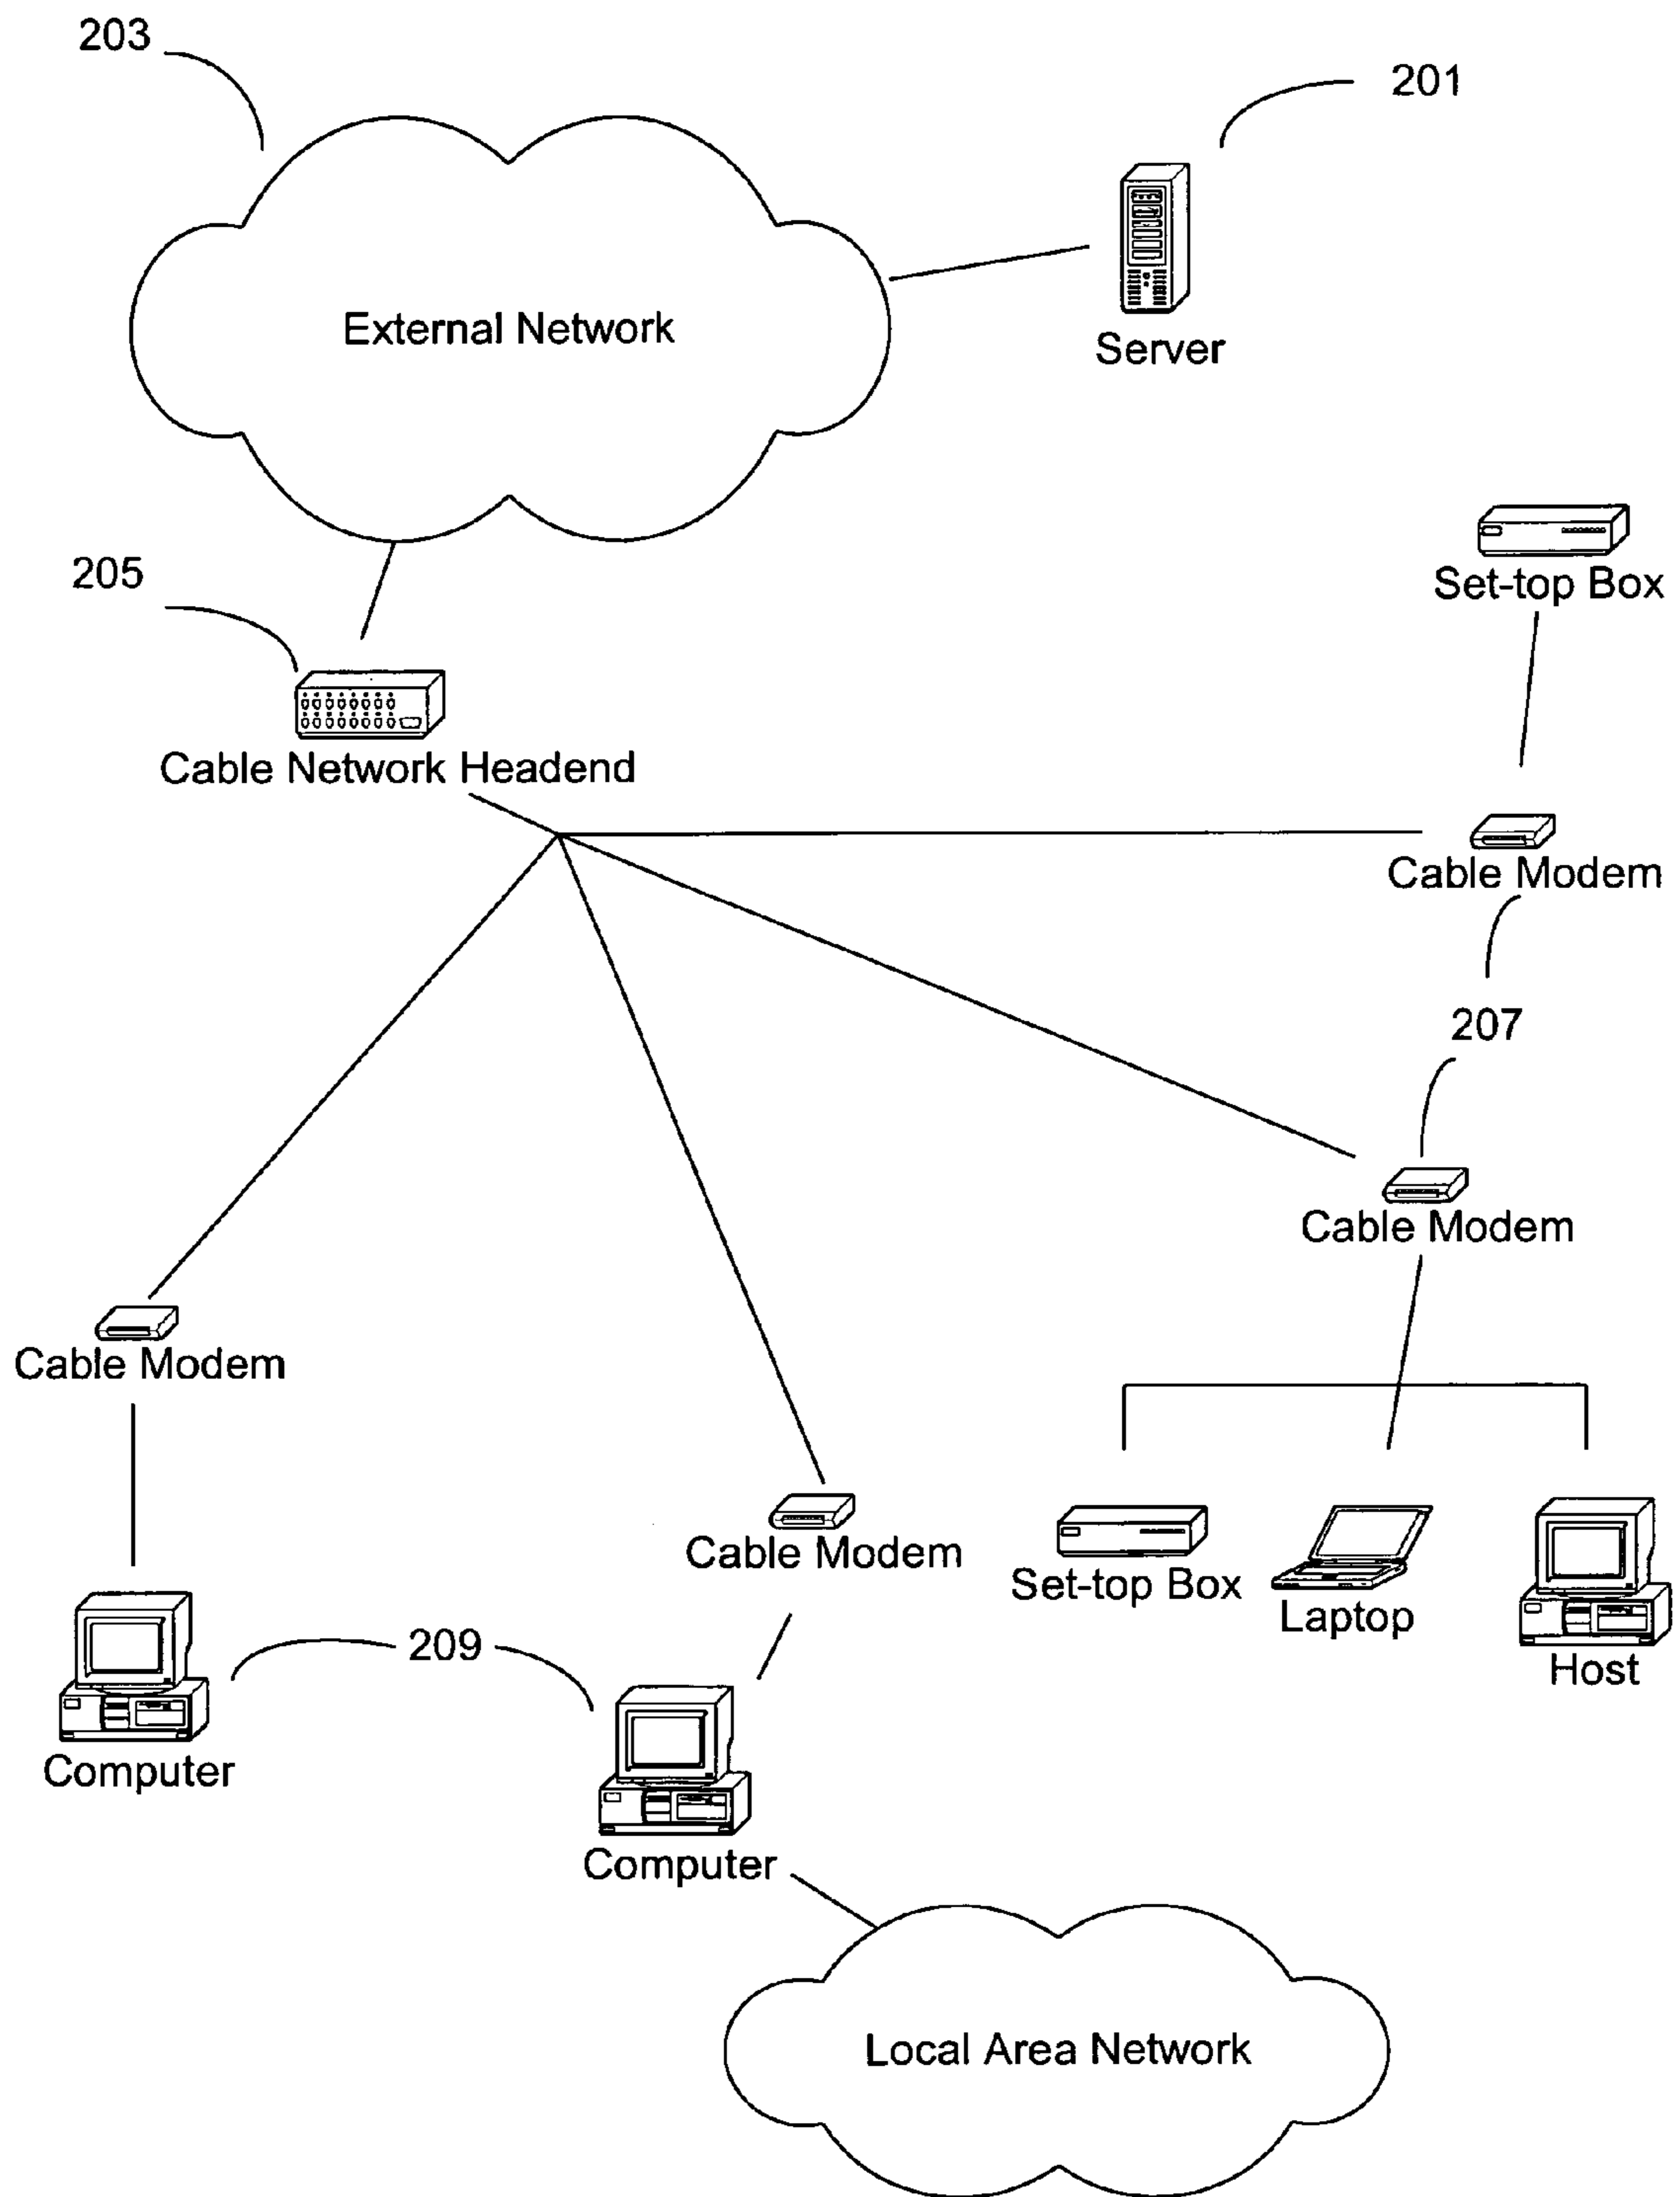 203
201
External Network
Server
205
Set-top Box
Cable Network Headend
Cable Modem
207
Cable Modem
Cable Modem
Cable Modem
Set-top Box
Laptop
Host
209
Computer
Computer
Local Area Network